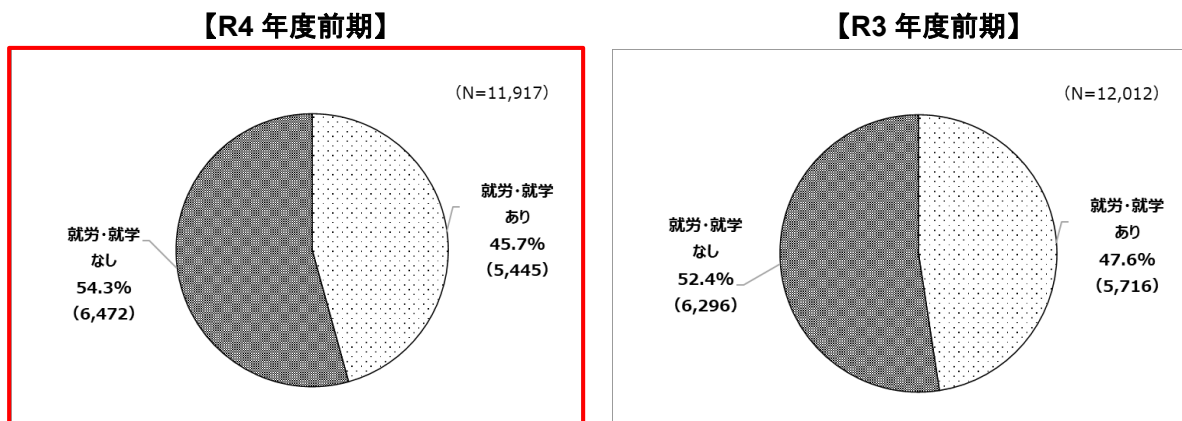 【R4 年度前期】
(N=11,917)
就労・就学
あり
45.7%
(5,445)
就労・就学
なし
54.3%
(6,472)
【R3 年度前期】
(N=12,012)
就労・就学
あり
47.6%
(5,716)
就労・就学
なし
52.4%
(6,296)